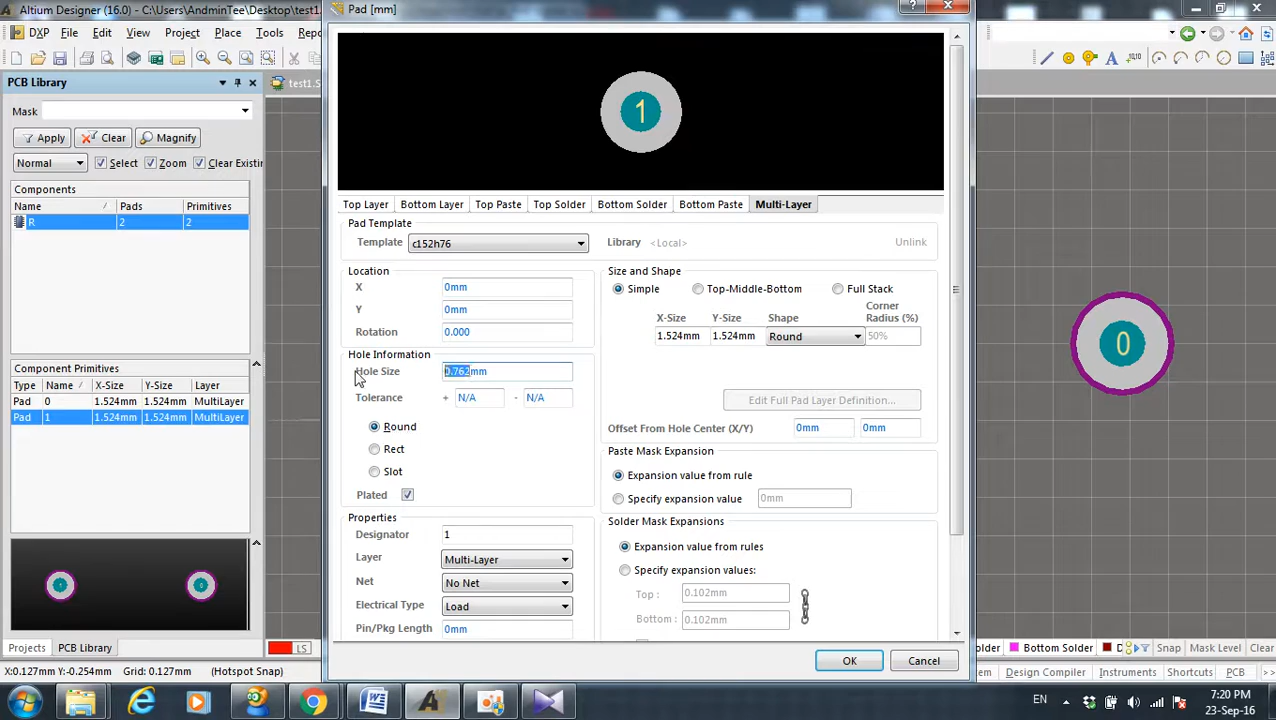 Altium Designer (16.0) - C:\Users\AndminTee\Desktop\test1.
Pad [mm]
DXP File Edit View Project Place
PCB Library
test1.S
Mask
Apply Clear Magnify
Normal Select Zoom Clear Existin
Components
Name / Pads Primitives
R 2 2
Component Primitives
Type Name / X-Size Y-Size Layer
Pad 0 1.524mm 1.524mm MultiLayer
Pad 1 1.524mm 1.524mm MultiLayer
Projects PCB Library
LS
X:0.127mm Y:-0.254mm Grid:0.127mm (Hotspot Snap)
1
Top Layer Bottom Layer Top Paste Top Solder Bottom Solder Bottom Paste Multi-Layer
Pad Template
Template c152h76 Library <Local> Unlink
Location
X 0mm
Y 0mm
Rotation 0.000
Hole Information
Hole Size 0.762mm
Tolerance + N/A - N/A
Round
Rect
Slot
Plated
Properties
Designator 1
Layer Multi-Layer
Net No Net
Electrical Type Load
Pin/Pkg Length 0mm
Size and Shape
Simple Top-Middle-Bottom Full Stack
X-Size Y-Size Shape Corner Radius (%)
1.524mm 1.524mm Round 50%
Edit Full Pad Layer Definition...
Offset From Hole Center (X/Y) 0mm 0mm
Paste Mask Expansion
Expansion value from rule
Specify expansion value 0mm
Solder Mask Expansions
Expansion value from rules
Specify expansion values:
Top : 0.102mm
Bottom : 0.102mm
OK Cancel
0
older Bottom Solder D Snap Mask Level Clear
em Design Compiler Instruments Shortcuts PCB >>
EN 7:20 PM
23-Sep-16